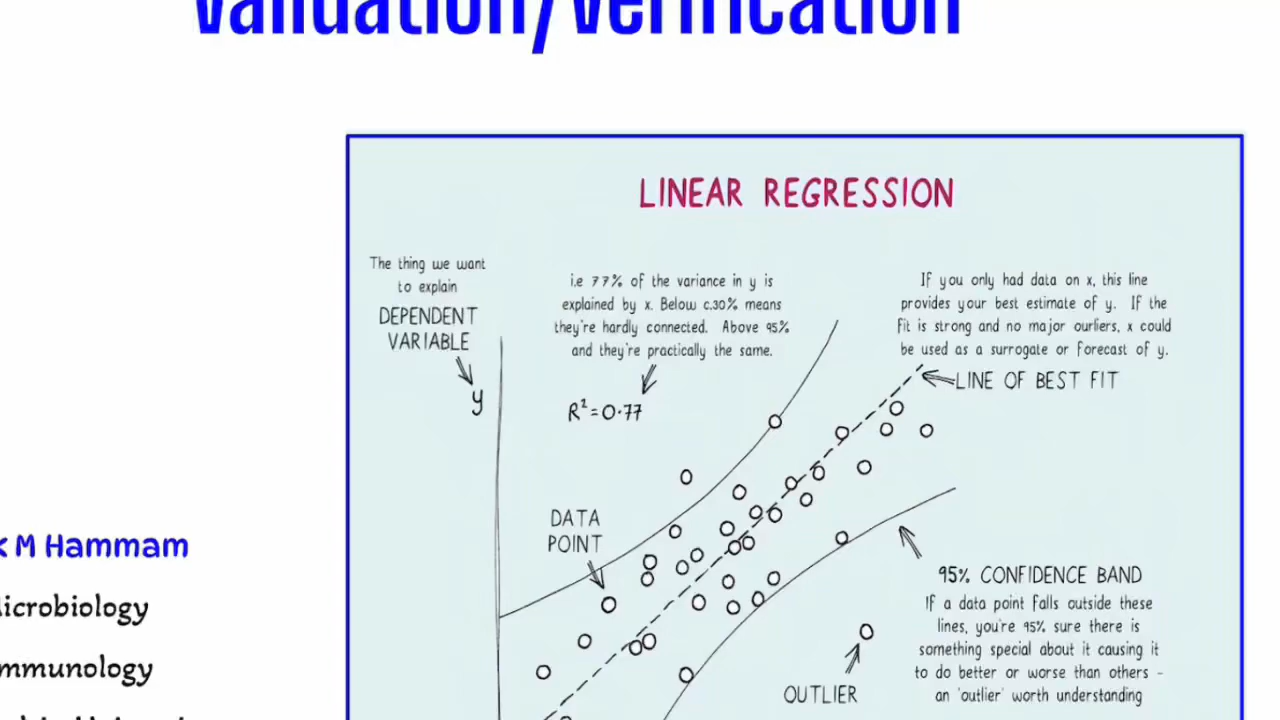 Validation/Verification
LINEAR REGRESSION
The thing we want
to explain
DEPENDENT
VARIABLE
y
i.e 77% of the variance in y is
explained by x. Below c.30% means
they're hardly connected. Above 95%
and they're practically the same.
R²=0.77
If you only had data on x, this line
provides your best estimate of y. If the
fit is strong and no major ourliers, x could
be used as a surrogate or forecast of y.
LINE OF BEST FIT
DATA
POINT
95% CONFIDENCE BAND
If a data point falls outside these
lines, you're 95% sure there is
something special about it causing it
to do better or worse than others -
an 'outlier' worth understanding
OUTLIER
M Hammam
Microbiology
Immunology